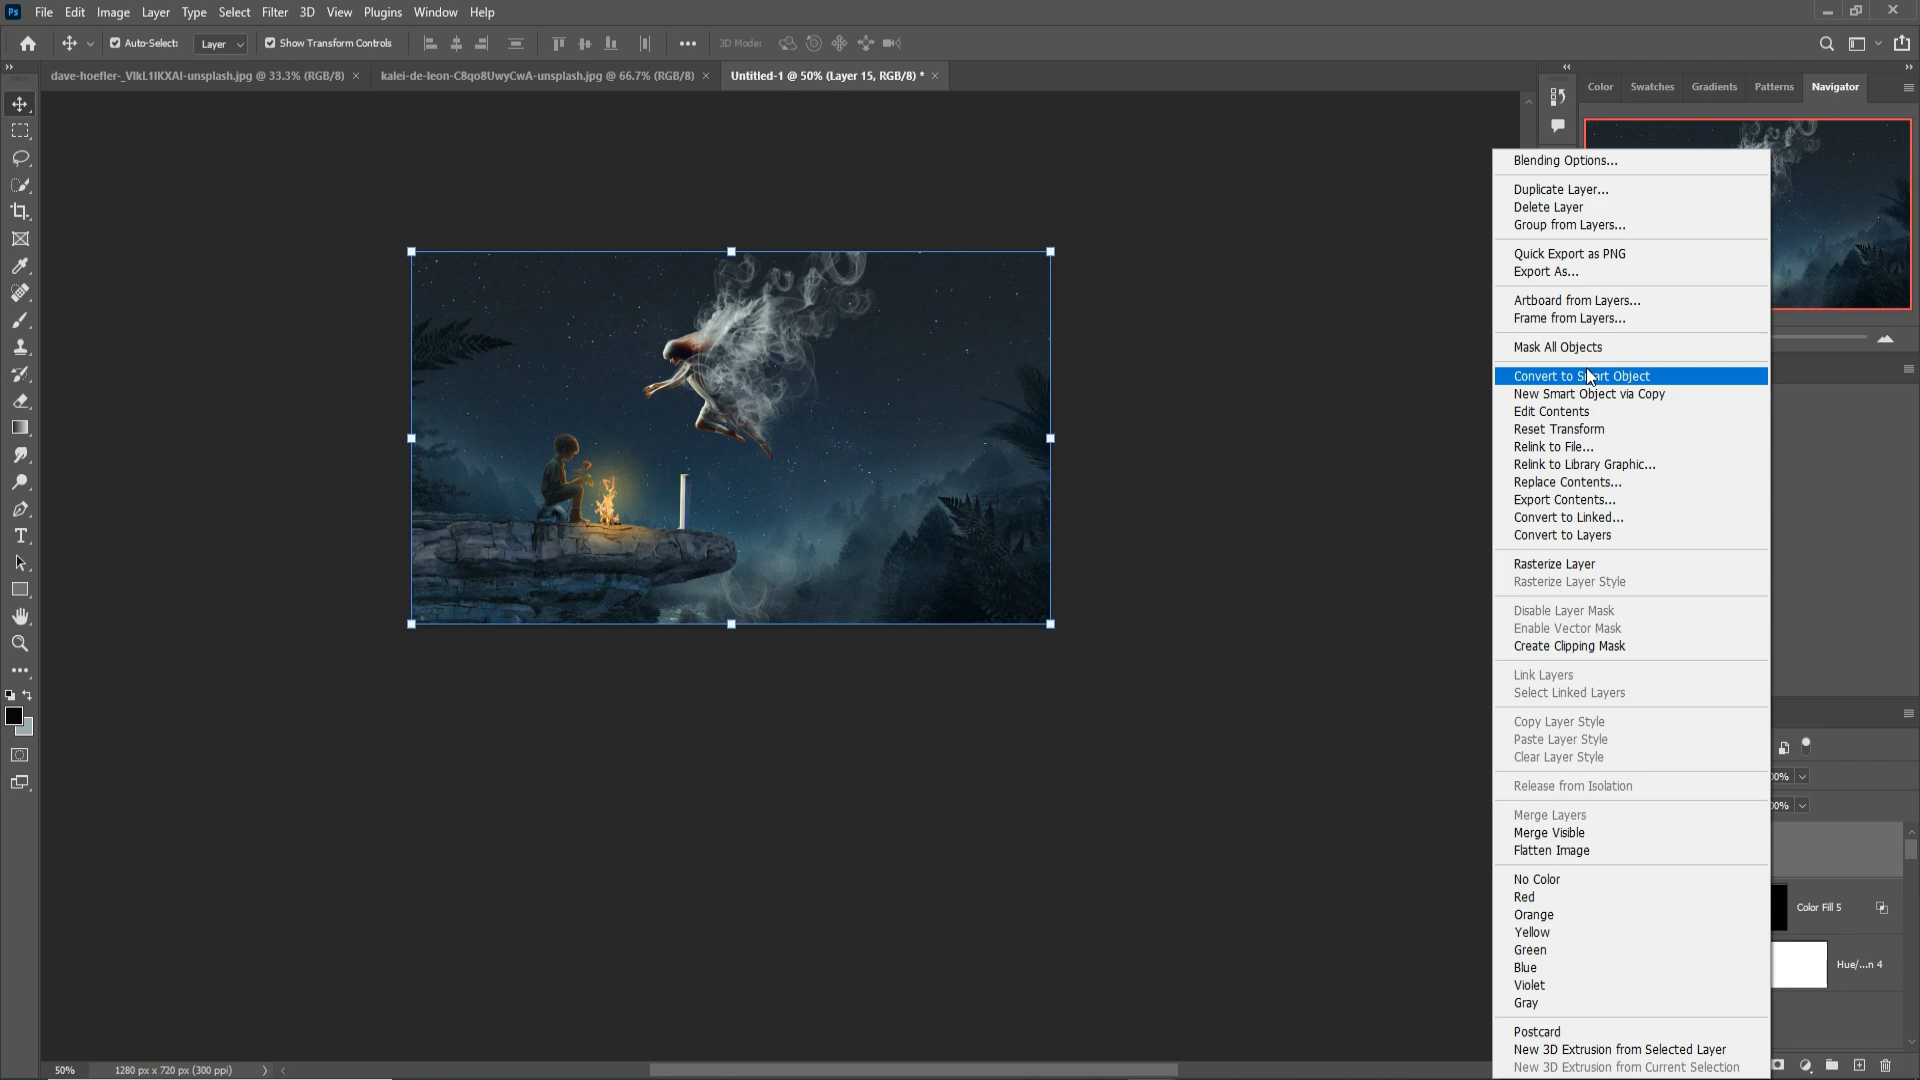 Ps File Edit Image Layer Type Select Filter 3D View Plugins Window Help
Auto-Select: Layer Show Transform Controls 3D Mode:
dave-hoefler-_VlkL1IKXAI-unsplash.jpg @ 33.3% (RGB/8) × kalei-de-leon-C8qo8UwyCwA-unsplash.jpg @ 66.7% (RGB/8) × Untitled-1 @ 50% (Layer 15, RGB/8) * ×
Color Swatches Gradients Patterns Navigator
Blending Options...
Duplicate Layer...
Delete Layer
Group from Layers...
Quick Export as PNG
Export As...
Artboard from Layers...
Frame from Layers...
Mask All Objects
Convert to Smart Object
New Smart Object via Copy
Edit Contents
Reset Transform
Relink to File...
Relink to Library Graphic...
Replace Contents...
Export Contents...
Convert to Linked...
Convert to Layers
Rasterize Layer
Rasterize Layer Style
Disable Layer Mask
Enable Vector Mask
Create Clipping Mask
Link Layers
Select Linked Layers
Copy Layer Style
Paste Layer Style
Clear Layer Style
Release from Isolation
Merge Layers
Merge Visible
Flatten Image
No Color
Red
Orange
Yellow
Green
Blue
Violet
Gray
Postcard
New 3D Extrusion from Selected Layer
New 3D Extrusion from Current Selection
00%
00%
Color Fill 5
Hue/...n 4
50% 1280 px x 720 px (300 ppi)